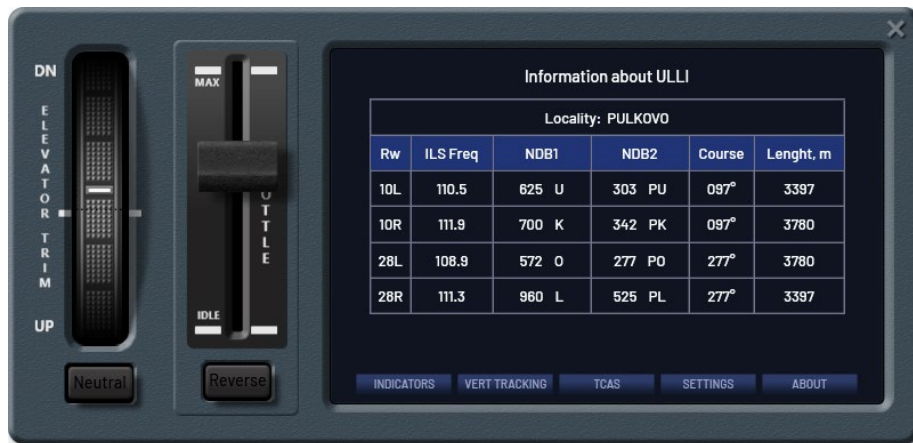 DN
ELEVATOR TRIM
UP
Neutral
MAX
OTTLE
IDLE
Reverse
Information about ULLI
Locality: PULKOVO
Rw ILS Freq NDB1 NDB2 Course Lenght, m
10L 110.5 625 U 303 PU 097° 3397
10R 111.9 700 K 342 PK 097° 3780
28L 108.9 572 O 277 PO 277° 3780
28R 111.3 960 L 525 PL 277° 3397
INDICATORS VERT TRACKING TCAS SETTINGS ABOUT